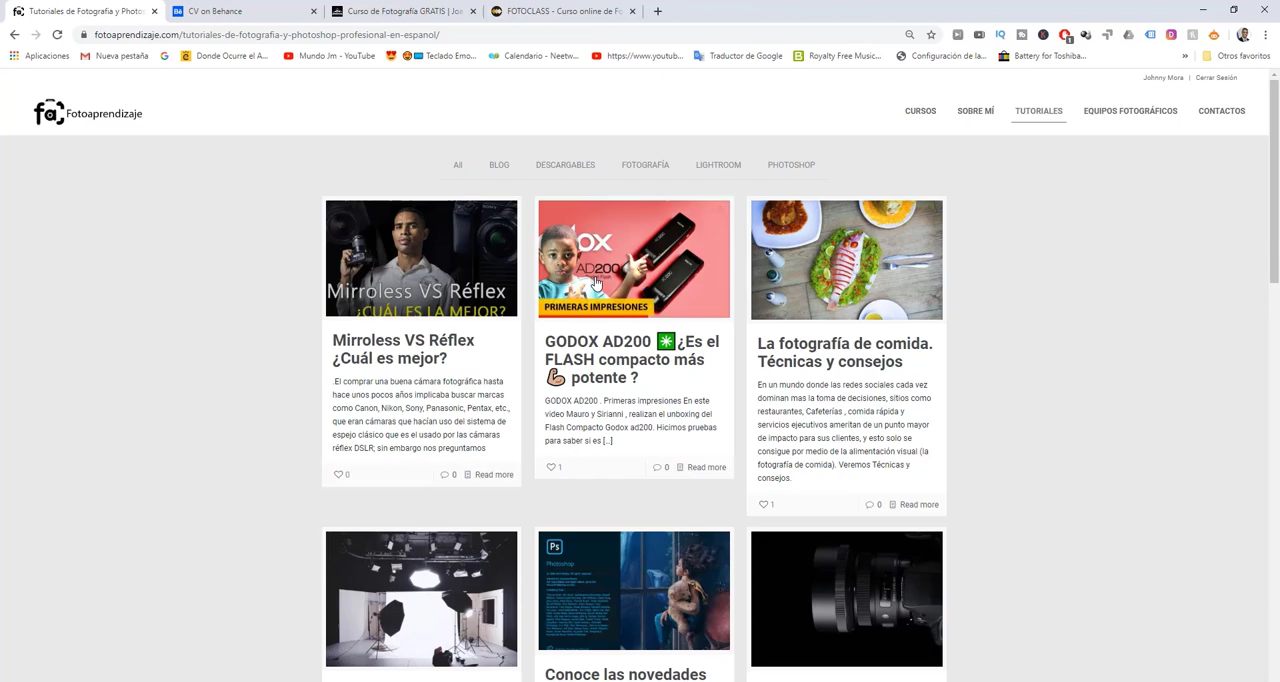 Tutoriales de Fotografía y Photos
CV on Behance
Curso de Fotografía GRATIS | Joa
FOTOCLASS - Curso online de Fo
fotoaprendizaje.com/tutoriales-de-fotografia-y-photoshop-profesional-en-espanol/
Aplicaciones
Nueva pestaña
Donde Ocurre el A...
Mundo Jm - YouTube
Teclado Emo...
Calendario - Neetw...
https://www.youtub...
Traductor de Google
Royalty Free Music...
Configuración de la...
Battery for Toshiba...
»
Otros favoritos
Johnny Mora | Cerrar Sesión
fa Fotoaprendizaje
CURSOS
SOBRE MÍ
TUTORIALES
EQUIPOS FOTOGRÁFICOS
CONTACTOS
All
BLOG
DESCARGABLES
FOTOGRAFÍA
LIGHTROOM
PHOTOSHOP
Mirroless VS Réflex
¿CUÁL ES LA MEJOR?
Mirroless VS Réflex
¿Cuál es mejor?
.El comprar una buena cámara fotográfica hasta
hace unos pocos años implicaba buscar marcas
como Canon, Nikon, Sony, Panasonic, Pentax, etc.,
que eran cámaras que hacían uso del sistema de
espejo clásico que es el usado por las cámaras
réflex DSLR; sin embargo nos preguntamos
0
0 Read more
OX
AD200
PRIMERAS IMPRESIONES
GODOX AD200 ✳️¿Es el
FLASH compacto más
💪🏼 potente ?
GODOX AD200 . Primeras impresiones En este
video Mauro y Sirianni , realizan el unboxing del
Flash Compacto Godox ad200. Hicimos pruebas
para saber si es [...]
1
0 Read more
La fotografía de comida.
Técnicas y consejos
En un mundo donde las redes sociales cada vez
dominan mas la toma de decisiones, sitios como
restaurantes, Cafeterías , comida rápida y
servicios ejecutivos ameritan de un punto mayor
de impacto para sus clientes, y esto solo se
consigue por medio de la alimentación visual (la
fotografía de comida). Veremos Técnicas y
consejos.
1
0 Read more
Ps
Photoshop
Conoce las novedades